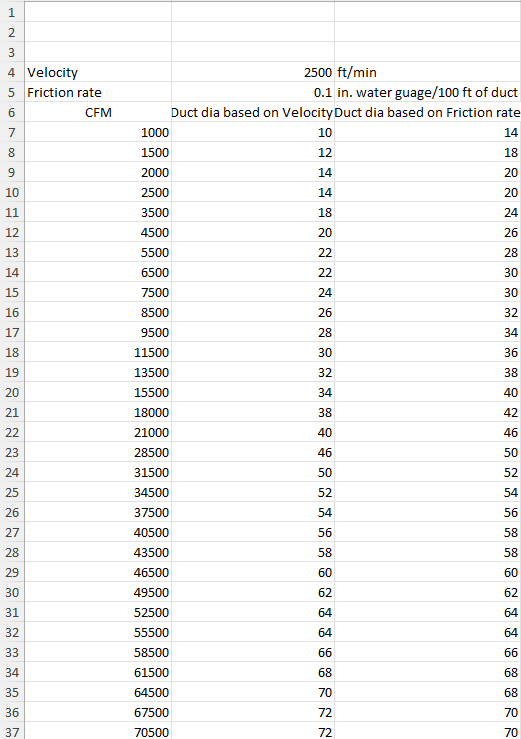 1
2
3
4 Velocity 2500 ft/min
5 Friction rate 0.1 in. water guage/100 ft of duct
6 CFM Duct dia based on Velocity Duct dia based on Friction rate
7 1000 10 14
8 1500 12 18
9 2000 14 20
10 2500 14 20
11 3500 18 24
12 4500 20 26
13 5500 22 28
14 6500 22 30
15 7500 24 30
16 8500 26 32
17 9500 28 34
18 11500 30 36
19 13500 32 38
20 15500 34 40
21 18000 38 42
22 21000 40 46
23 28500 46 50
24 31500 50 52
25 34500 52 54
26 37500 54 56
27 40500 56 58
28 43500 58 58
29 46500 60 60
30 49500 62 62
31 52500 64 64
32 55500 64 64
33 58500 66 66
34 61500 68 68
35 64500 70 68
36 67500 72 70
37 70500 72 70